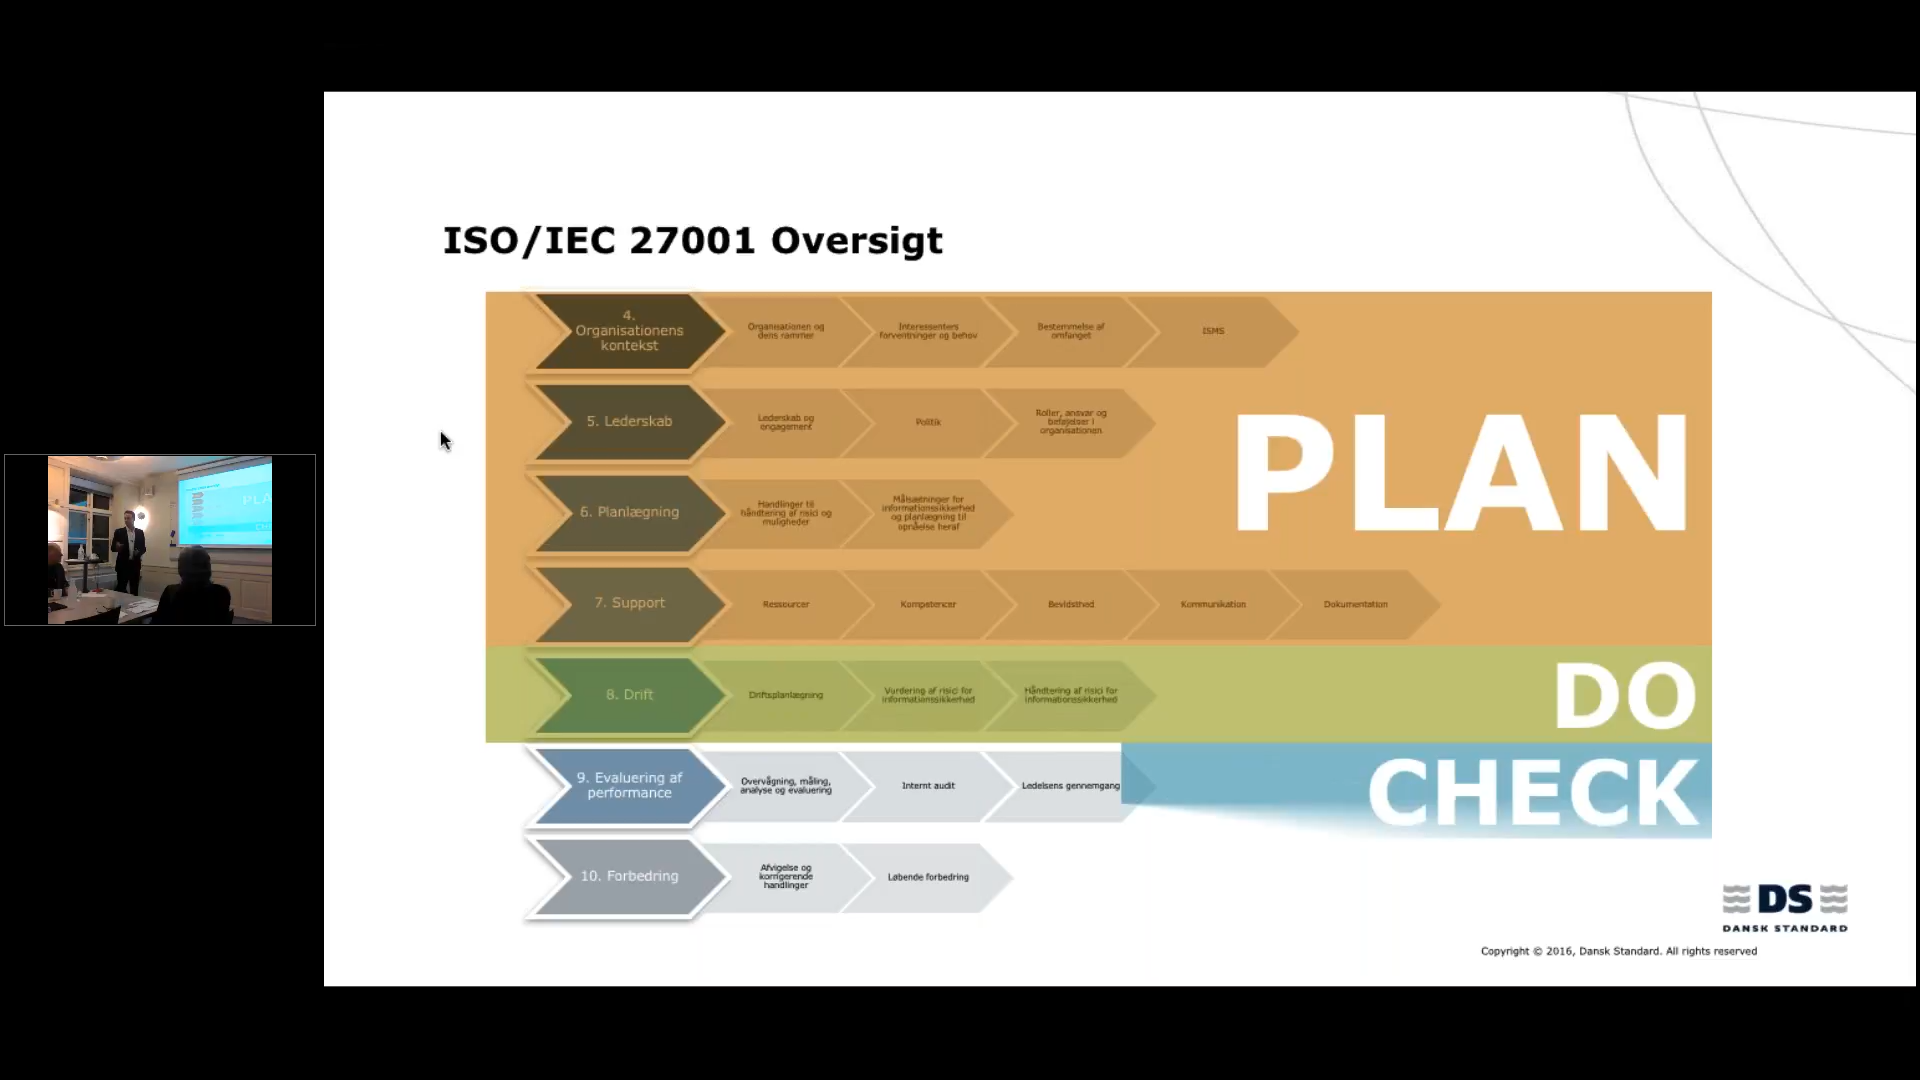 ISO/IEC 27001 Oversigt
4.
Organisationens
kontekst
Organisationen og
dens rammer
Interessenters
forventninger og behov
Bestemmelse af
omfanget
ISMS
5. Lederskab
Lederskab og
engagement
Politik
Roller, ansvar og
beføjelser i
organisationen
6. Planlægning
Handlinger til
håndtering af risici og
muligheder
Målsætninger for
informationssikkerhed
og planlægning til
opnåelse heraf
PLAN
7. Support
Ressourcer
Kompetencer
Bevidsthed
Kommunikation
Dokumentation
8. Drift
Driftsplanlægning
Vurdering af risici for
informationssikkerhed
Håndtering af risici for
informationssikkerhed
DO
9. Evaluering af
performance
Overvågning, måling,
analyse og evaluering
Internt audit
Ledelsens gennemgang
CHECK
10. Forbedring
Afvigelse og
korrigerende
handlinger
Løbende forbedring
DS
DANSK STANDARD
Copyright © 2016, Dansk Standard. All rights reserved